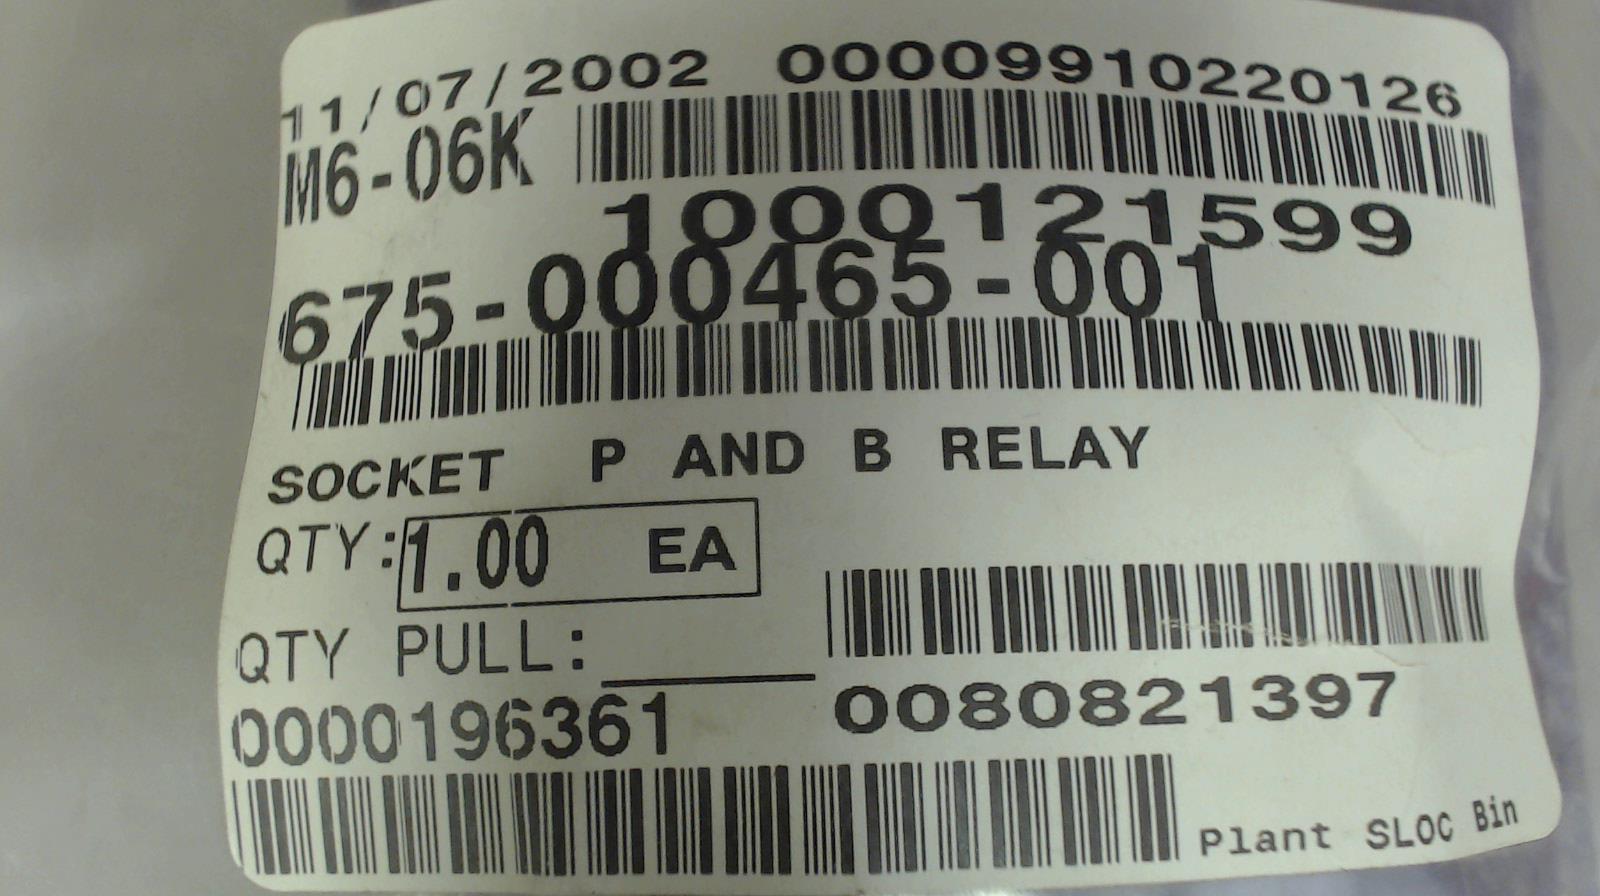 11/07/2002 00009910220126
M6-06K
1000121599
675-000465-001
SOCKET P AND B RELAY
QTY: 1.00 EA
QTY PULL:
0000196361 0080821397
Plant SLOC Bin